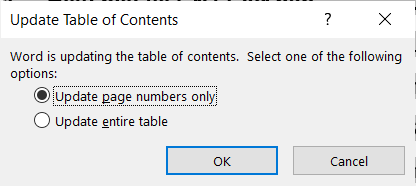 Update Table of Contents
Word is updating the table of contents. Select one of the following
options:
Update page numbers only
Update entire table
OK
Cancel